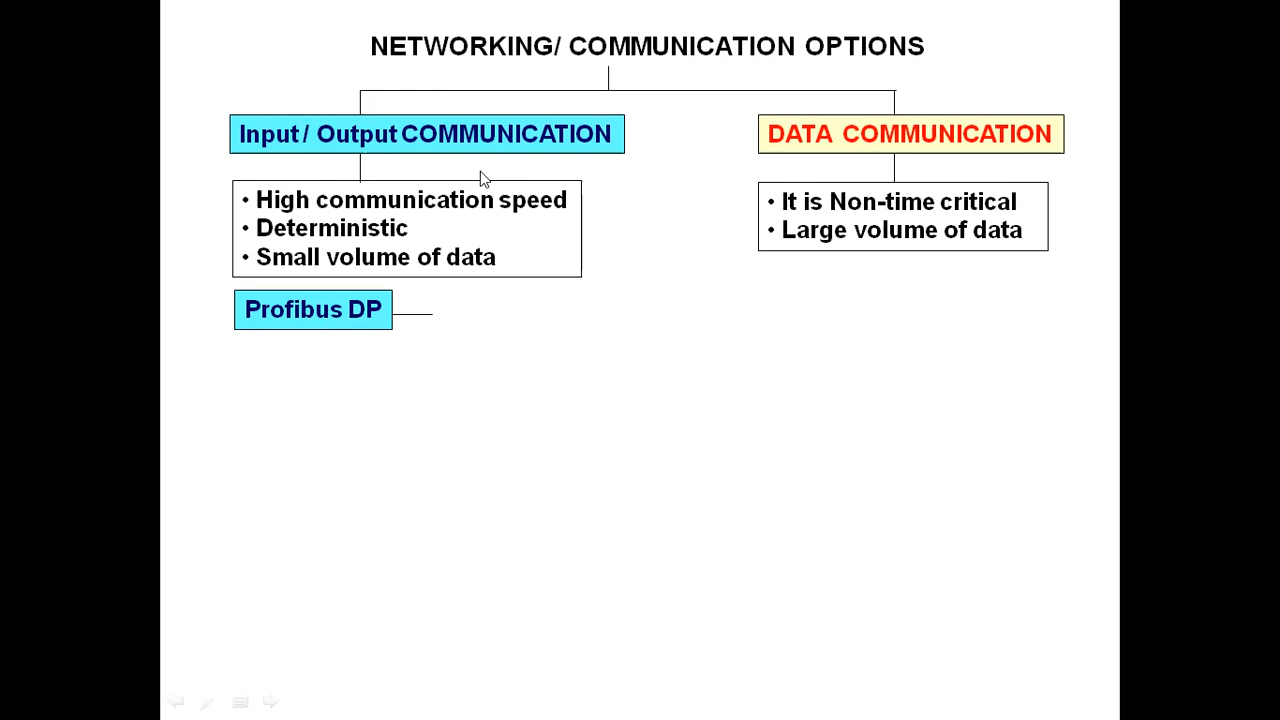 NETWORKING/ COMMUNICATION OPTIONS
Input / Output COMMUNICATION
DATA COMMUNICATION
• High communication speed
• Deterministic
• Small volume of data
• It is Non-time critical
• Large volume of data
Profibus DP